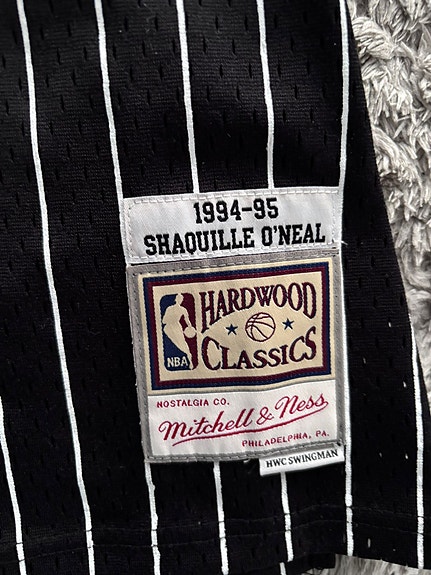 1994-95
SHAQUILLE O'NEAL
HARDWOOD
CLASSICS
NBA
NOSTALGIA CO.
Mitchell & Ness
PHILADELPHIA, PA.
HWC SWINGMAN